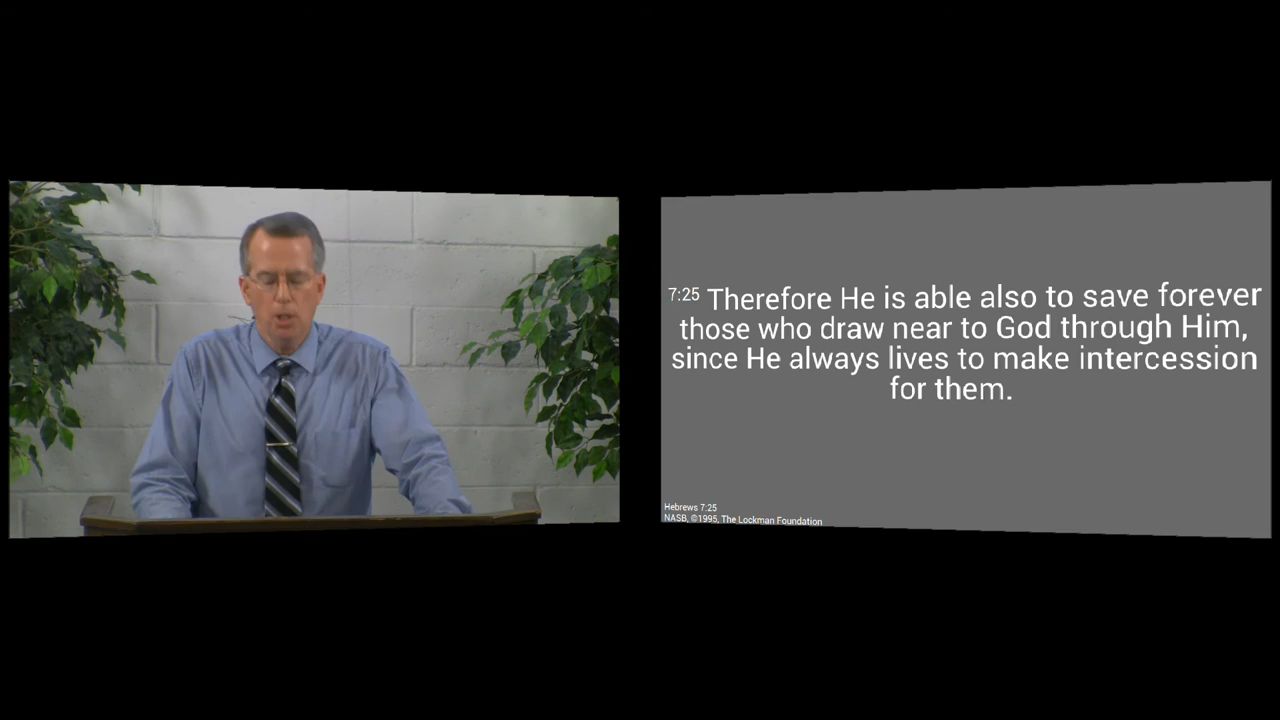 7:25 Therefore He is able also to save forever
those who draw near to God through Him,
since He always lives to make intercession
for them.
Hebrews 7:25
NASB, ©1995, The Lockman Foundation